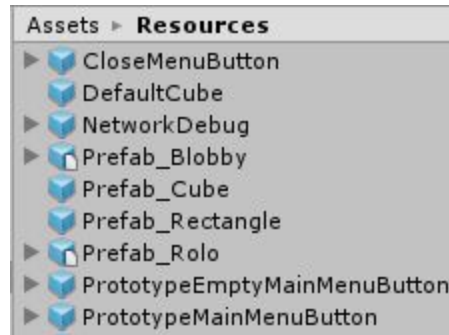 Assets ▸ Resources
CloseMenuButton
DefaultCube
NetworkDebug
Prefab_Blobby
Prefab_Cube
Prefab_Rectangle
Prefab_Rolo
PrototypeEmptyMainMenuButton
PrototypeMainMenuButton